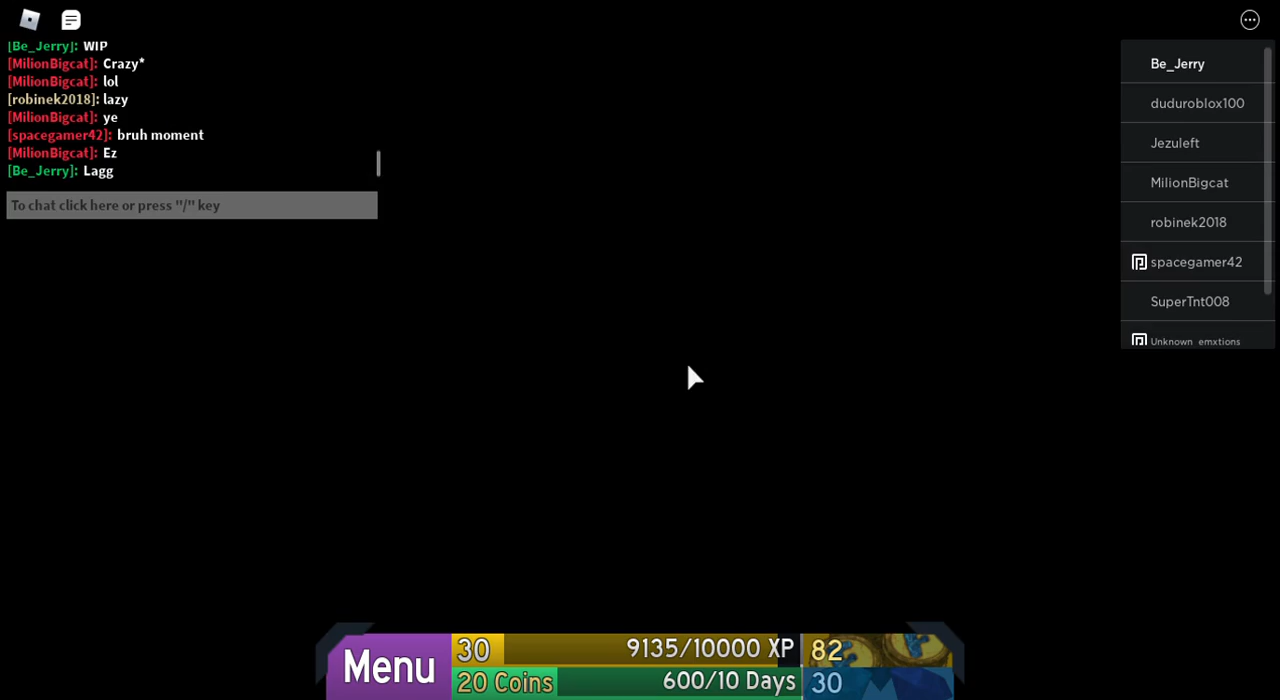 [Be_Jerry]: WIP
[MilionBigcat]: Crazy*
[MilionBigcat]: lol
[robinek2018]: lazy
[MilionBigcat]: ye
[spacegamer42]: bruh moment
[MilionBigcat]: Ez
[Be_Jerry]: Lagg
To chat click here or press "/" key
Be_Jerry
duduroblox100
Jezuleft
MilionBigcat
robinek2018
spacegamer42
SuperTnt008
Unknown_emxtions
Menu
30 9135/10000 XP 82
20 Coins 600/10 Days 30